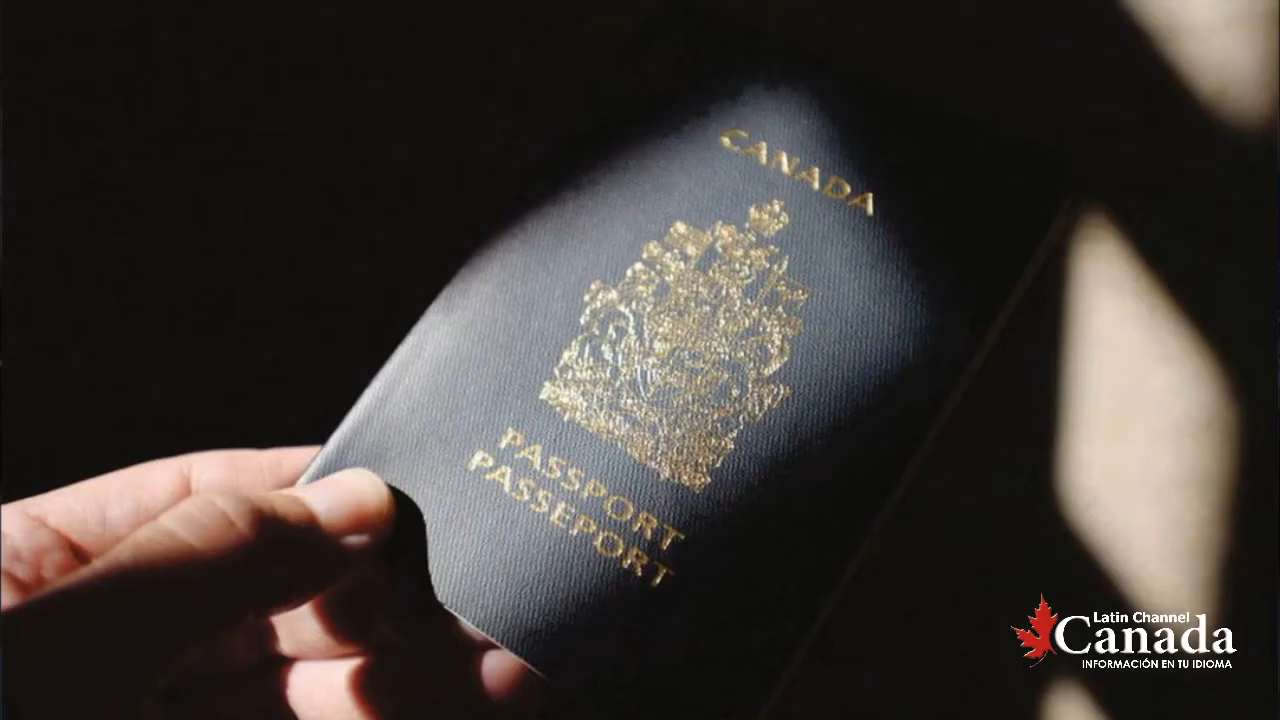 CANADA
PASSPORT
PASSEPORT
Latin Channel
Canada
INFORMACIÓN EN TU IDIOMA